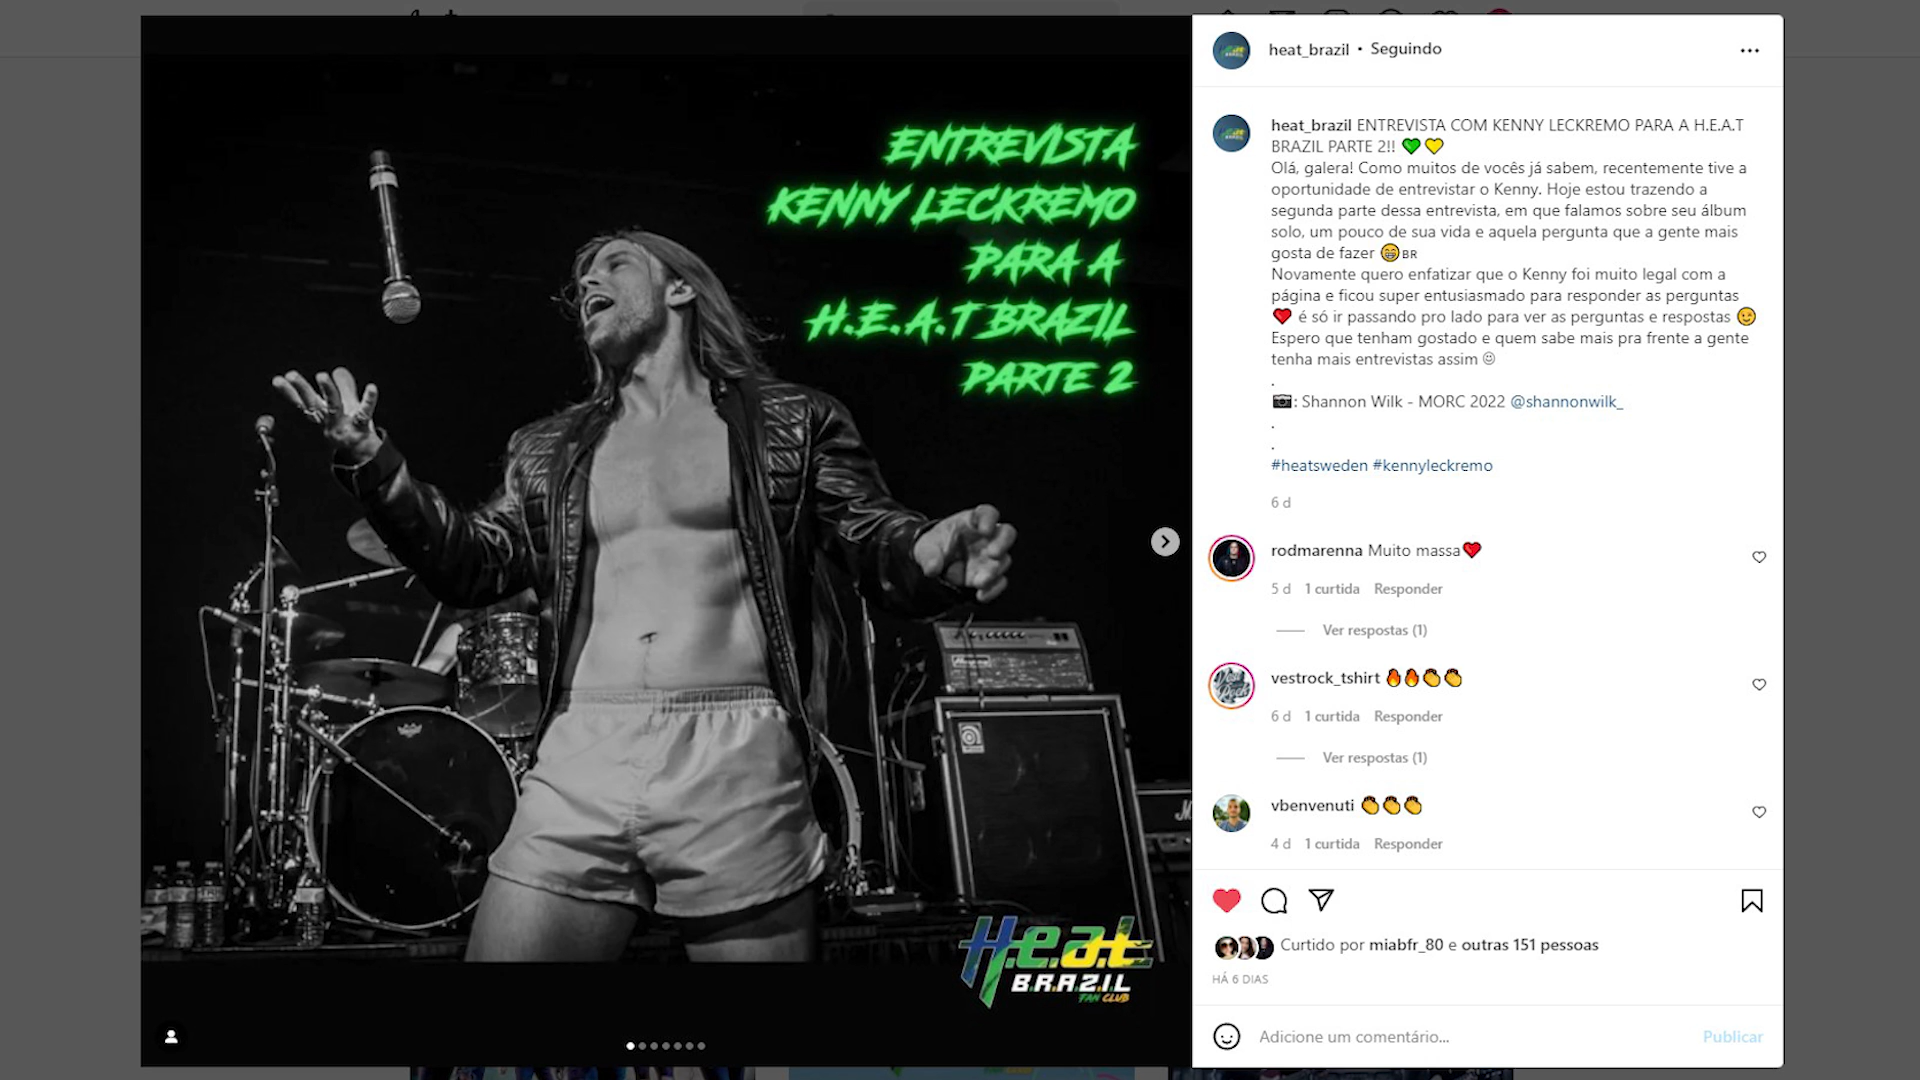 ENTREVISTA
KENNY LECKREMO
PARA A
H.E.A.T BRAZIL
PARTE 2
Ampeg
H.e.a.t
B.R.A.Z.I.L
FAN CLUB
heat_brazil • Seguindo
heat_brazil ENTREVISTA COM KENNY LECKREMO PARA A H.E.A.T
BRAZIL PARTE 2!! 💚💛
Olá, galera! Como muitos de vocês já sabem, recentemente tive a
oportunidade de entrevistar o Kenny. Hoje estou trazendo a
segunda parte dessa entrevista, em que falamos sobre seu álbum
solo, um pouco de sua vida e aquela pergunta que a gente mais
gosta de fazer 😁BR
Novamente quero enfatizar que o Kenny foi muito legal com a
página e ficou super entusiasmado para responder as perguntas
❤️ é só ir passando pro lado para ver as perguntas e respostas 😉
Espero que tenham gostado e quem sabe mais pra frente a gente
tenha mais entrevistas assim ☺
.
📷: Shannon Wilk - MORC 2022 @shannonwilk_
.
.
#heatsweden #kennyleckremo
6 d
rodmarenna Muito massa❤️
5 d 1 curtida Responder
Ver respostas (1)
vestrock_tshirt 🔥🔥👏👏
6 d 1 curtida Responder
Ver respostas (1)
vbenvenuti 👏👏👏
4 d 1 curtida Responder
Curtido por miabfr_80 e outras 151 pessoas
HÁ 6 DIAS
Adicione um comentário... Publicar